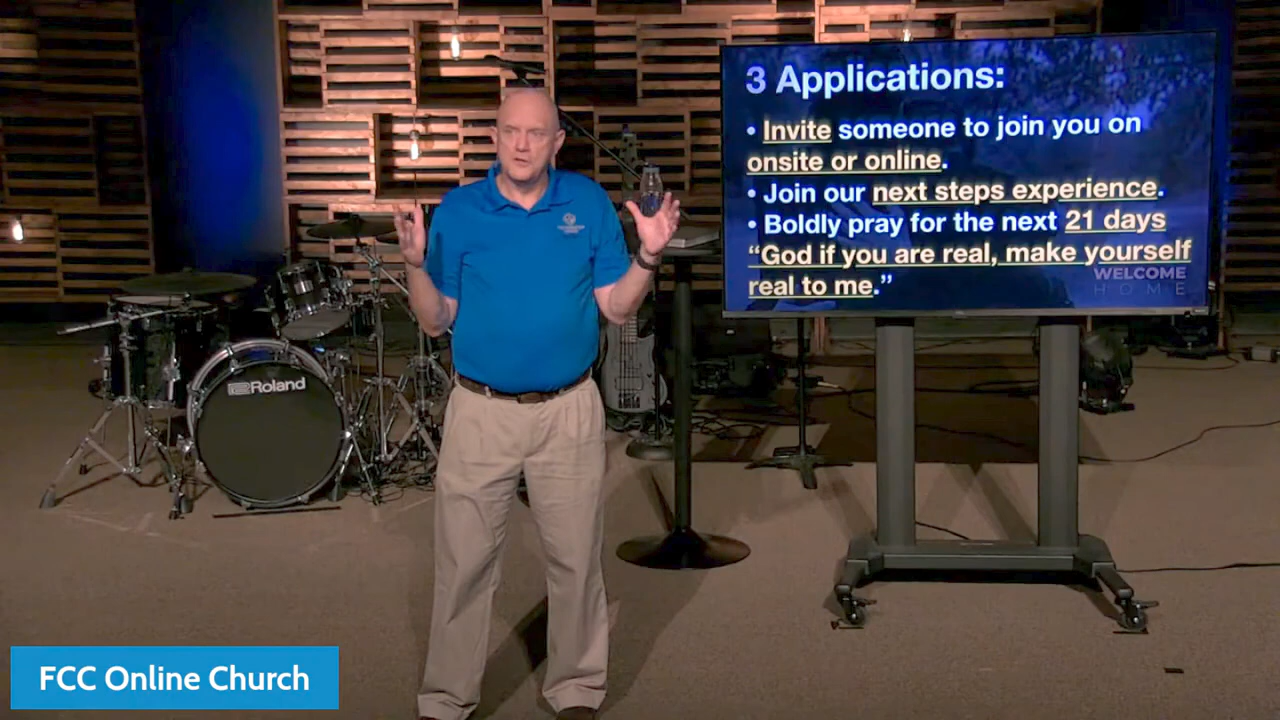 3 Applications:
• Invite someone to join you on
onsite or online.
• Join our next steps experience.
• Boldly pray for the next 21 days
“God if you are real, make yourself
real to me.”
WELCOME
HOME
Roland
FCC Online Church